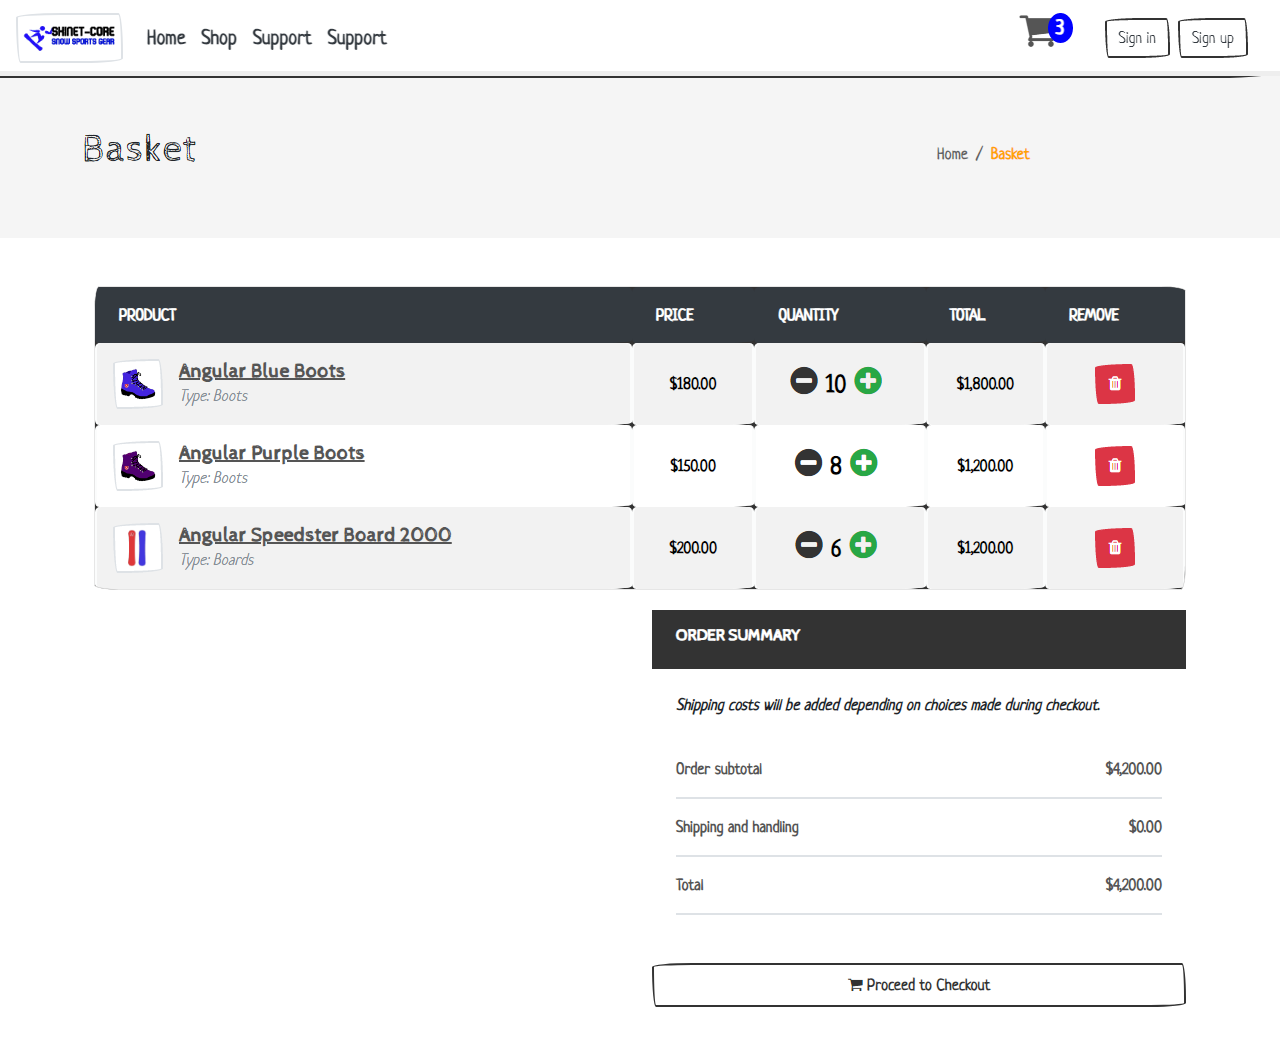 SHINET-CORE
SNOW SPORTS GEAR
Home Shop Support Support
3
Sign in Sign up
Basket
Home / Basket
PRODUCT PRICE QUANTITY TOTAL REMOVE
Angular Blue Boots
Type: Boots
$180.00 10 $1,800.00
Angular Purple Boots
Type: Boots
$150.00 8 $1,200.00
Angular Speedster Board 2000
Type: Boards
$200.00 6 $1,200.00
ORDER SUMMARY
Shipping costs will be added depending on choices made during checkout.
Order subtotal $4,200.00
Shipping and handling $0.00
Total $4,200.00
Proceed to Checkout